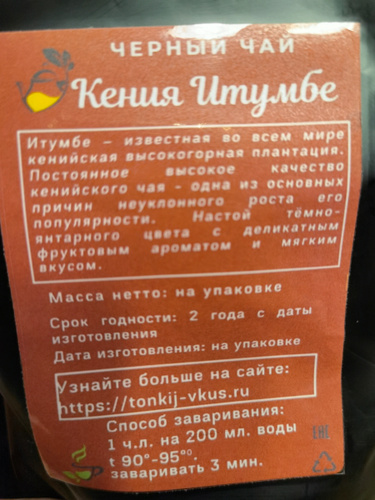 ЧЕРНЫЙ ЧАЙ
Кения Итумбе
Итумбе – известная во всем мире
кенийская высокогорная плантация.
Постоянное высокое качество
кенийского чая - одна из основных
причин неуклонного роста его
популярности. Настой тёмно-
янтарного цвета с деликатным
фруктовым ароматом и мягким
вкусом.
Масса нетто: на упаковке
Срок годности: 2 года с даты
изготовления
Дата изготовления: на упаковке
Узнайте больше на сайте:
https://tonkij-vkus.ru
Способ заваривания:
1 ч.л. на 200 мл. воды
t 90°-95°⁰.
заваривать 3 мин.
EAC